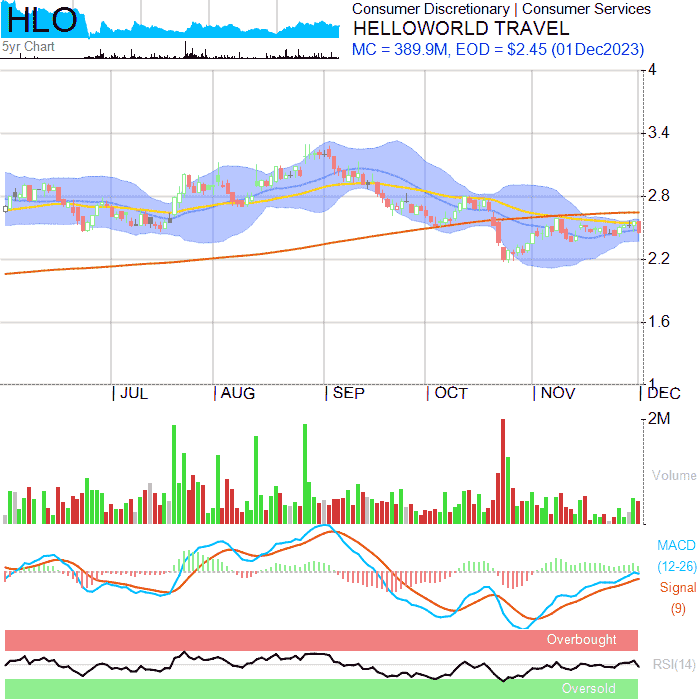 HLO
5yr Chart
Consumer Discretionary | Consumer Services
HELLOWORLD TRAVEL
MC = 389.9M, EOD = $2.45 (01Dec2023)
4
3.4
2.8
2.2
1.6
1
JUL AUG SEP OCT NOV DEC
2M
Volume
MACD
(12-26)
Signal
(9)
Overbought
RSI(14)
Oversold